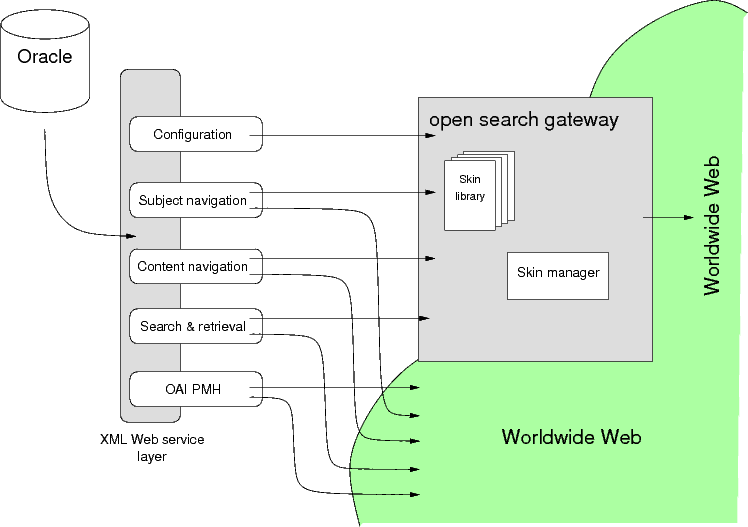 Oracle
Configuration
Subject navigation
Content navigation
Search & retrieval
OAI PMH
XML Web service
layer
open search gateway
Skin
library
Skin manager
Worldwide Web
Worldwide Web